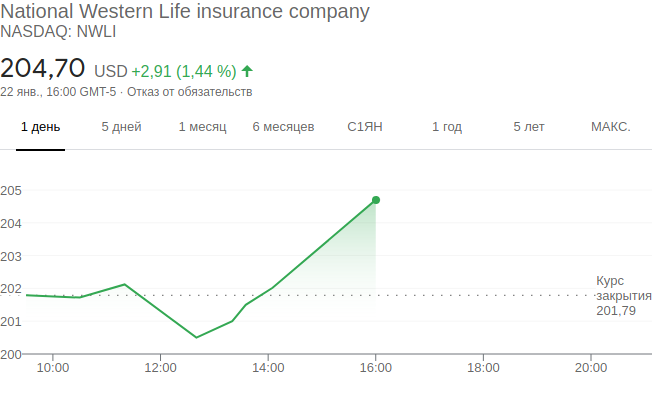 National Western Life insurance company
NASDAQ: NWLI
204,70 USD +2,91 (1,44 %)
22 янв., 16:00 GMT-5 · Отказ от обязательств
1 день 5 дней 1 месяц 6 месяцев С1ЯН 1 год 5 лет МАКС.
205
204
203
202
201
200
Курс
закрытия
201,79
10:00 12:00 14:00 16:00 18:00 20:00